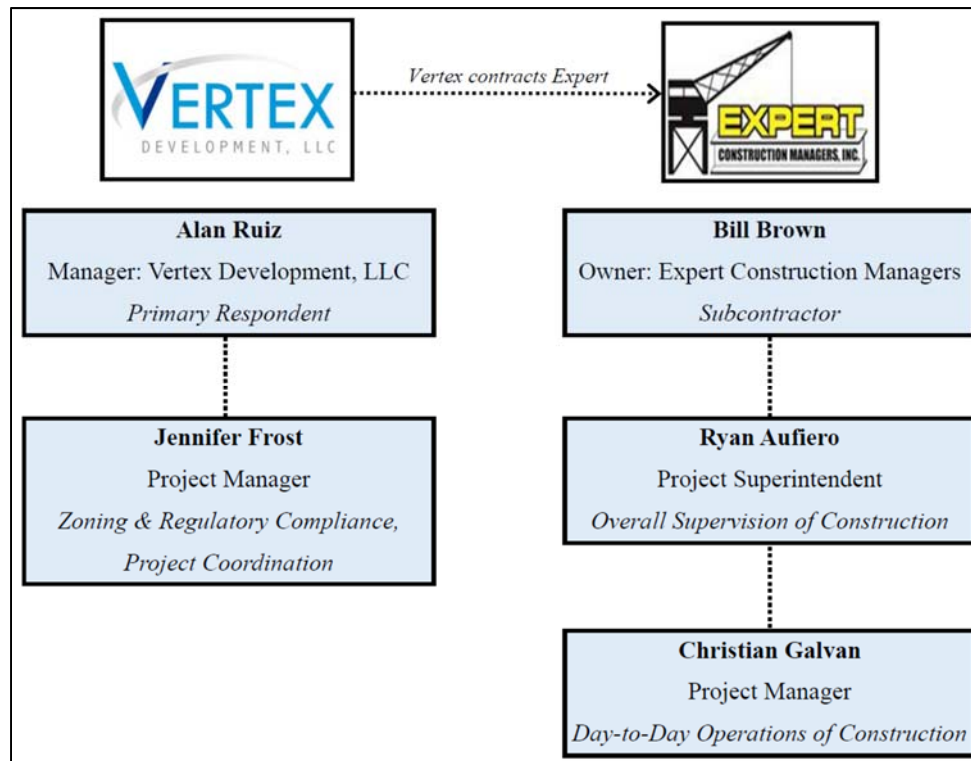 VERTEX
DEVELOPMENT, LLC
Vertex contracts Expert
EXPERT
CONSTRUCTION MANAGERS, INC.
Alan Ruiz
Manager: Vertex Development, LLC
Primary Respondent
Jennifer Frost
Project Manager
Zoning & Regulatory Compliance,
Project Coordination
Bill Brown
Owner: Expert Construction Managers
Subcontractor
Ryan Aufiero
Project Superintendent
Overall Supervision of Construction
Christian Galvan
Project Manager
Day-to-Day Operations of Construction